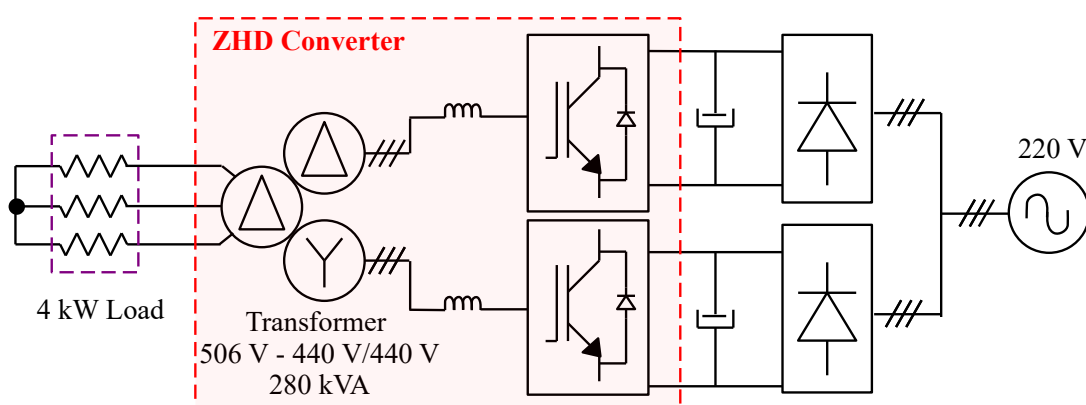 ZHD Converter
220 V
4 kW Load
Transformer
506 V - 440 V/440 V
280 kVA